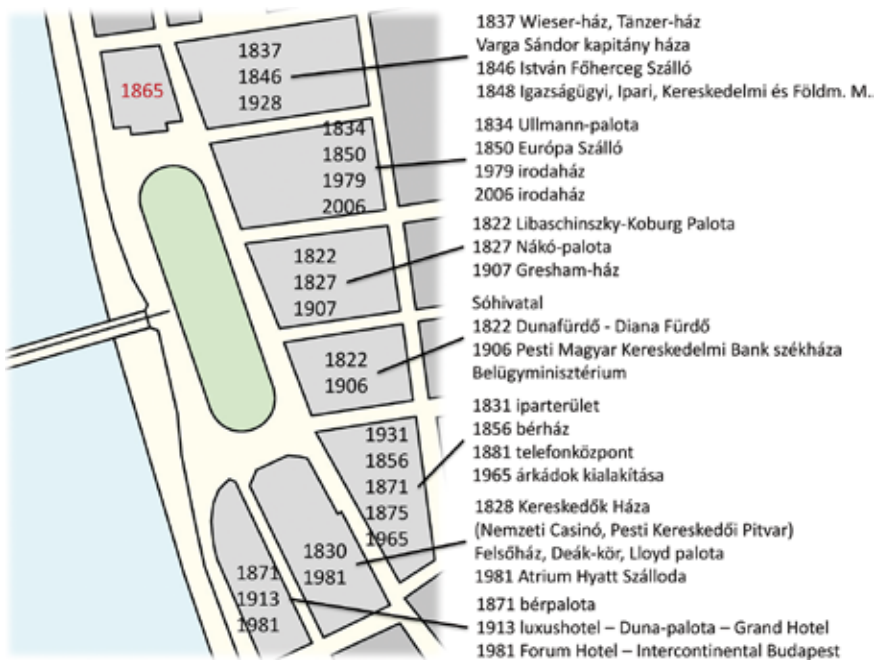 1865
1837
1846
1928
1834
1850
1979
2006
1822
1827
1907
1822
1906
1931
1856
1871
1875
1965
1830
1981
1871
1913
1981
1837 Wieser-ház, Tänzer-ház
Varga Sándor kapitány háza
1846 István Főherceg Szálló
1848 Igazságügyi, Ipari, Kereskedelmi és Földm. M..
1834 Ullmann-palota
1850 Európa Szálló
1979 irodaház
2006 irodaház
1822 Libaschinszky-Koburg Palota
1827 Nákó-palota
1907 Gresham-ház
Sóhivatal
1822 Dunafürdő - Diana Fürdő
1906 Pesti Magyar Kereskedelmi Bank székháza
Belügyminisztérium
1831 iparterület
1856 bérház
1881 telefonközpont
1965 árkádok kialakítása
1828 Kereskedők Háza
(Nemzeti Casinó, Pesti Kereskedői Pitvar)
Felsőház, Deák-kör, Lloyd palota
1981 Atrium Hyatt Szálloda
1871 bérpalota
1913 luxushotel – Duna-palota – Grand Hotel
1981 Forum Hotel – Intercontinental Budapest